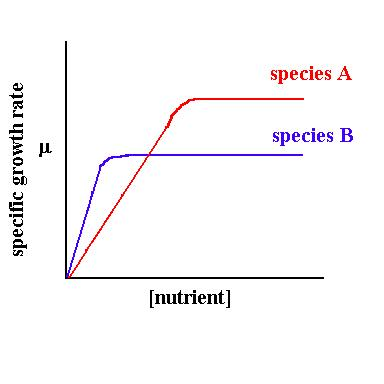 species A
species B
specific growth rate
μ
[nutrient]